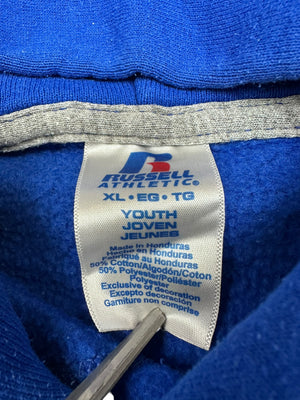 RUSSELL
ATHLETIC®
XL • EG • TG
YOUTH
JOVEN
JEUNES
Made in Honduras
Hecho en Honduras
Fabriqué au Honduras
50% Cotton/Algodón/Coton
50% Polyester/Poliéster
Polyester
Exclusive of decoration
Excepto decoración
Garniture non comprise